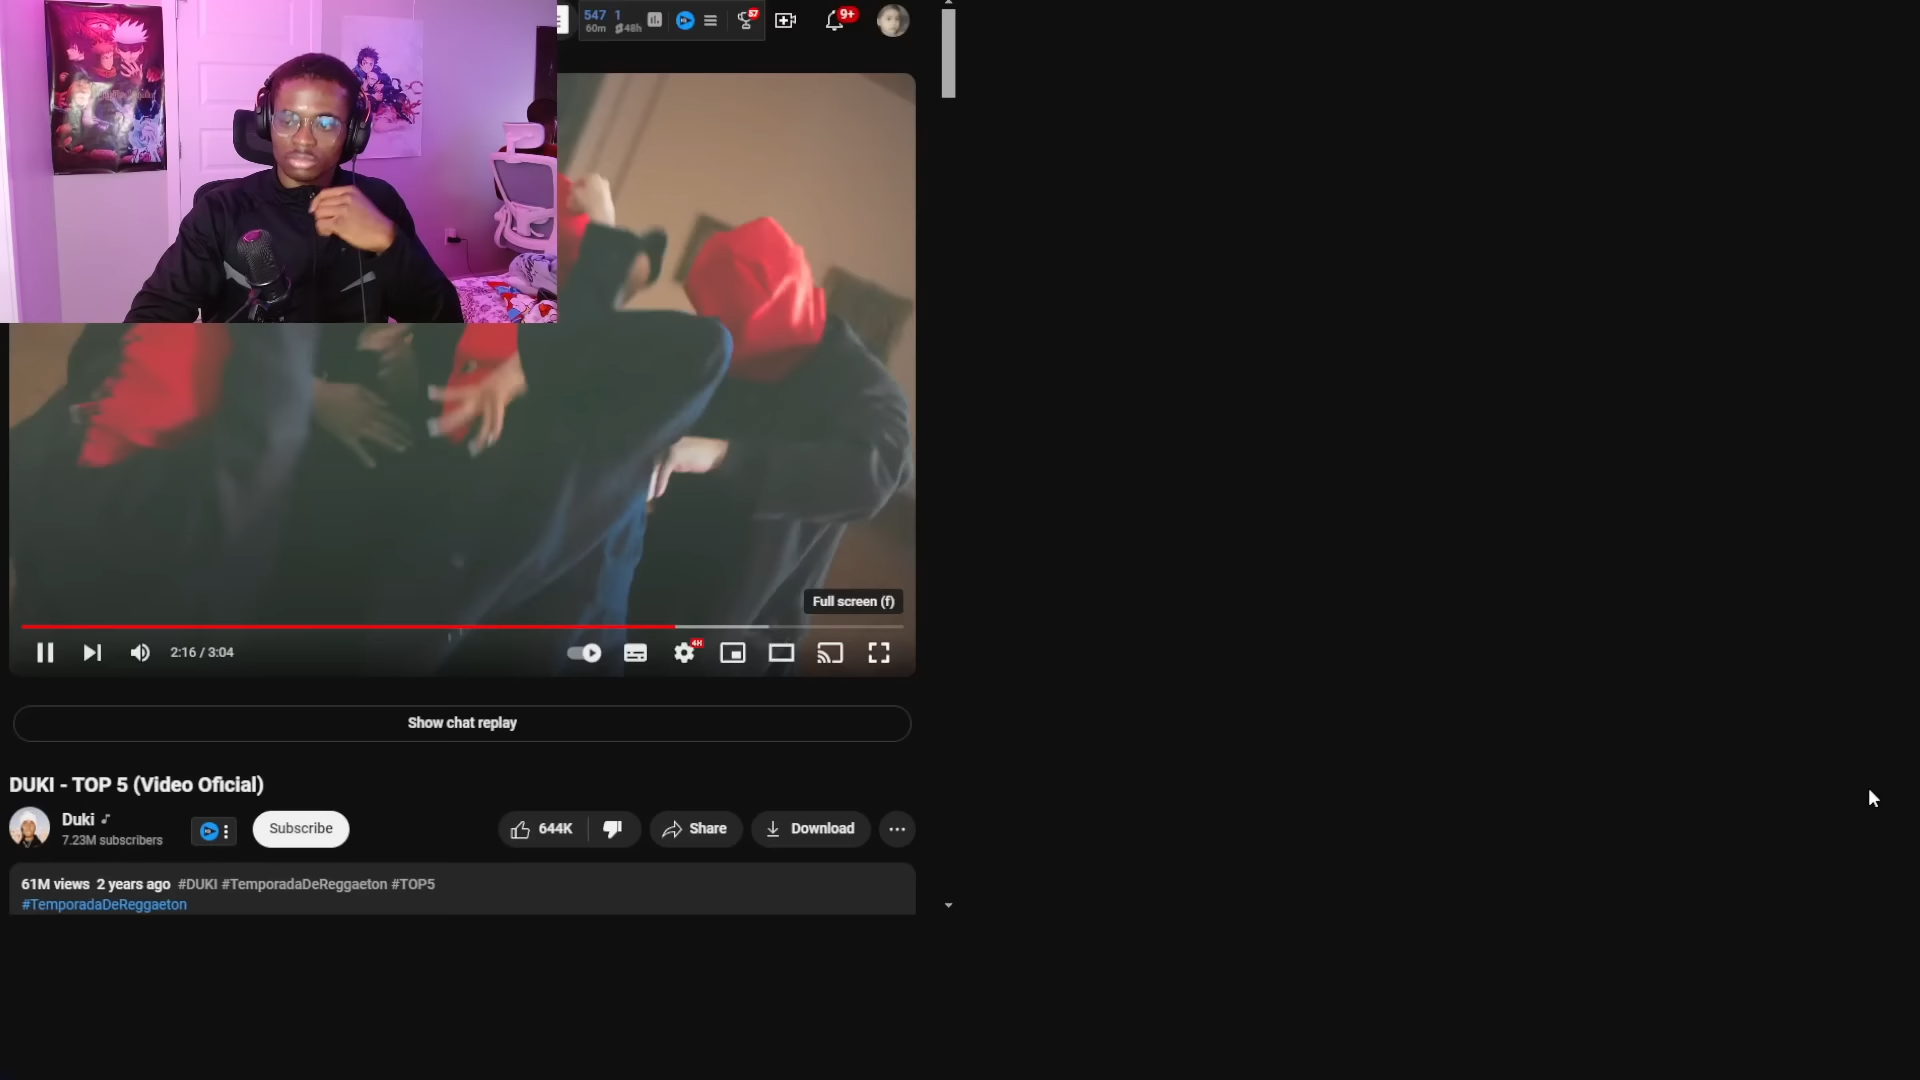 547 1
60m 48h
57
9+
Full screen (f)
2:16 / 3:04
Show chat replay
DUKI - TOP 5 (Video Oficial)
Duki
7.23M subscribers
Subscribe
644K
Share
Download
61M views 2 years ago #DUKI #TemporadaDeReggaeton #TOP5
#TemporadaDeReggaeton